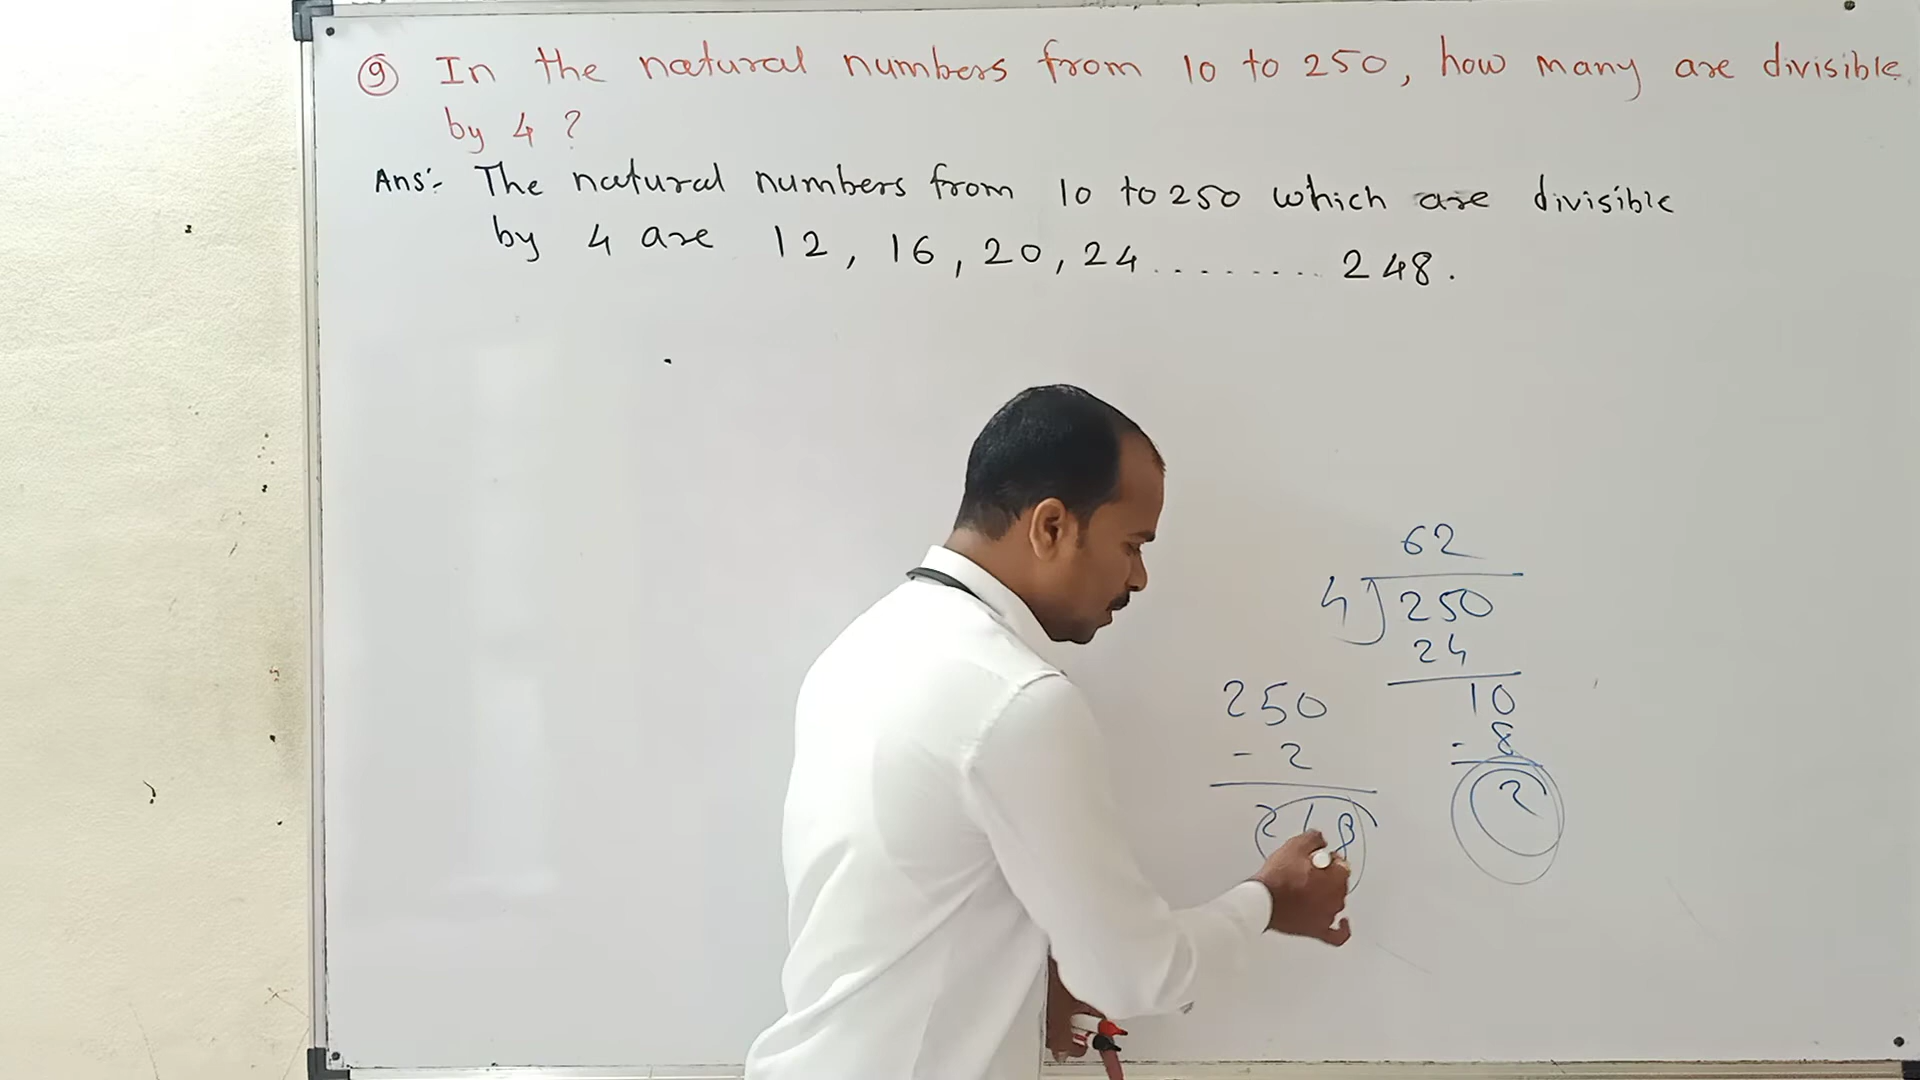 9 In the natural numbers from 10 to 250, how many are divisible
by 4 ?
Ans:- The natural numbers from 10 to 250 which are divisible
by 4 are 12, 16, 20, 24 ........ 248.
62
4)250
24
10
- 8
2
250
- 2
248